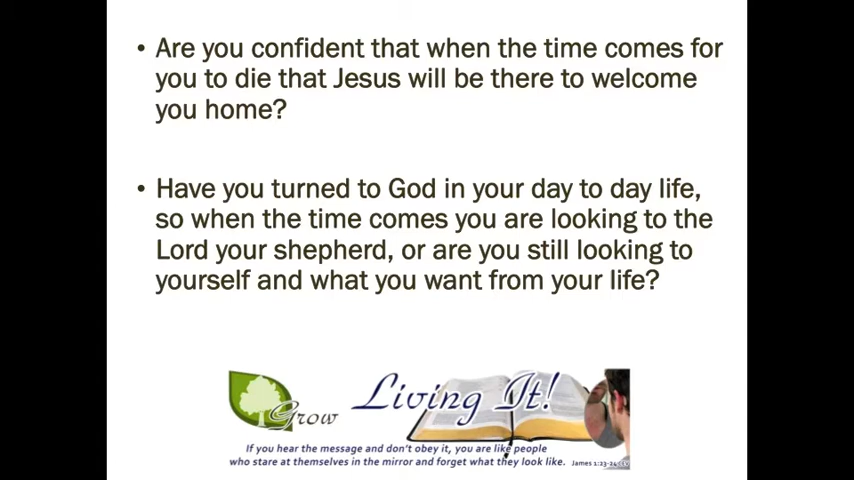 • Are you confident that when the time comes for
you to die that Jesus will be there to welcome
you home?
• Have you turned to God in your day to day life,
so when the time comes you are looking to the
Lord your shepherd, or are you still looking to
yourself and what you want from your life?
Grow
Living It!
If you hear the message and don't obey it, you are like people
who stare at themselves in the mirror and forget what they look like. James 1:23-24